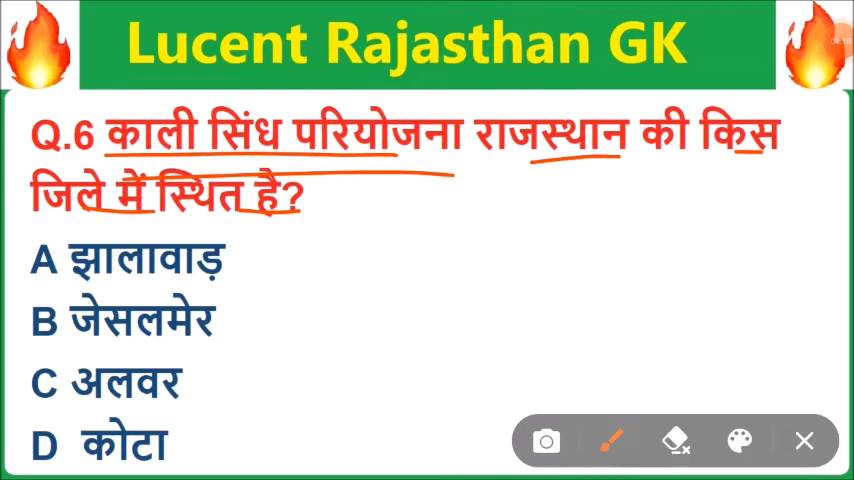 Lucent Rajasthan GK
Q.6 काली सिंध परियोजना राजस्थान की किस
जिले में स्थित है?
A झालावाड़
B जेसलमेर
C अलवर
D कोटा